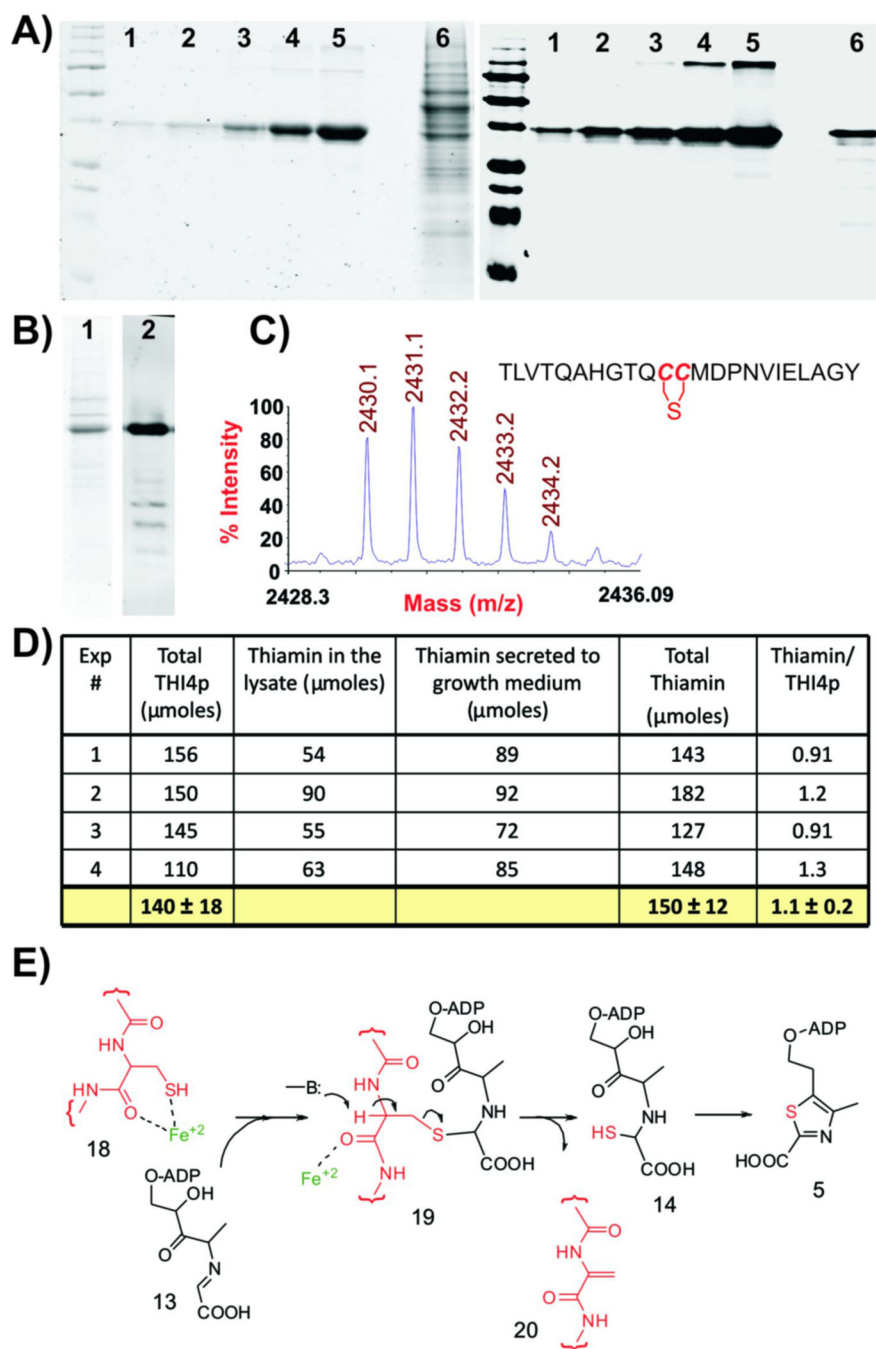 A)
1 2 3 4 5 6
1 2 3 4 5 6
B)
1 2
C)
TLVTQAHGTQCCMDPNVIELAGY
S
2430.1
2431.1
2432.2
2433.2
2434.2
100
80
60
40
20
0
% Intensity
2428.3
Mass (m/z)
2436.09
D)
Exp
#
Total
THI4p
(µmoles)
Thiamin in the
lysate (µmoles)
Thiamin secreted to
growth medium
(µmoles)
Total
Thiamin
(µmoles)
Thiamin/
THI4p
1 156 54 89 143 0.91
2 150 90 92 182 1.2
3 145 55 72 127 0.91
4 110 63 85 148 1.3
140 ± 18 150 ± 12 1.1 ± 0.2
E)
O
NH
NH
SH
O
Fe+2
18
O-ADP
OH
O
N
COOH
13
B:
O
HN
H
O
S
NH
Fe+2
O-ADP
OH
O
NH
COOH
19
O-ADP
OH
O
HN
HS
COOH
14
O
HN
O
NH
20
O-ADP
S
N
HOOC
5